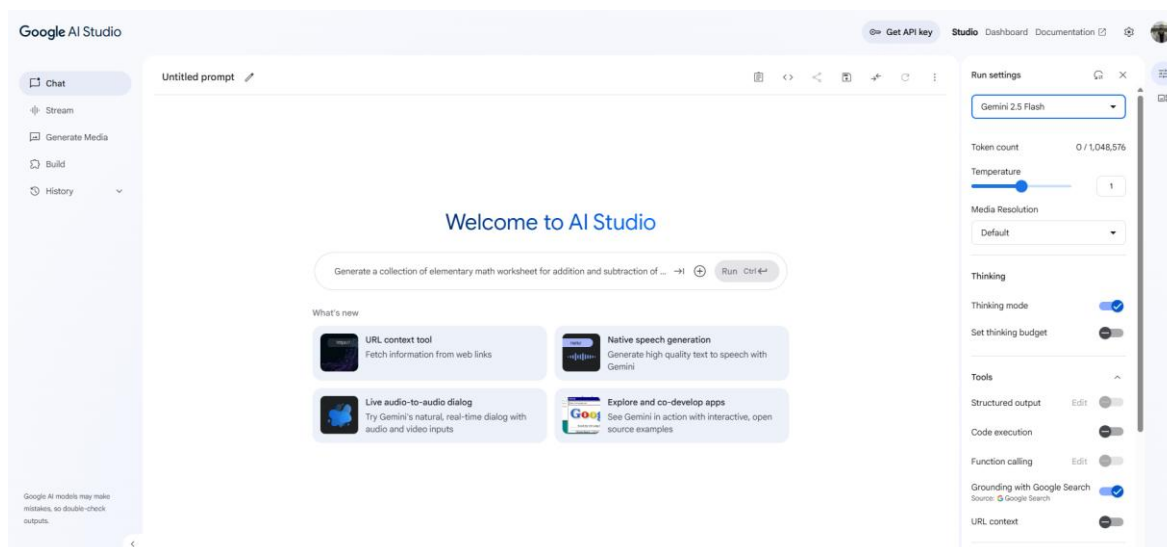 Google AI Studio
Get API key
Studio Dashboard Documentation
Chat
Stream
Generate Media
Build
History
Google AI models may make
mistakes, so double-check
outputs.
Untitled prompt
Welcome to AI Studio
Generate a collection of elementary math worksheet for addition and subtraction of ...
Run Ctrl
What's new
URL context tool
Fetch information from web links
Native speech generation
Generate high quality text to speech with
Gemini
Live audio-to-audio dialog
Try Gemini's natural, real-time dialog with
audio and video inputs
Explore and co-develop apps
See Gemini in action with interactive, open
source examples
Run settings
Gemini 2.5 Flash
Token count 0 / 1,048,576
Temperature
1
Media Resolution
Default
Thinking
Thinking mode
Set thinking budget
Tools
Structured output Edit
Code execution
Function calling Edit
Grounding with Google Search
Source: G Google Search
URL context